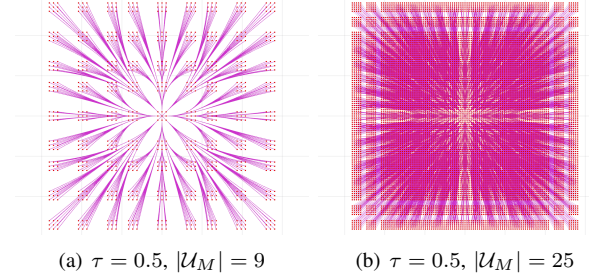 (a) τ = 0.5, |𝒰_M| = 9
(b) τ = 0.5, |𝒰_M| = 25